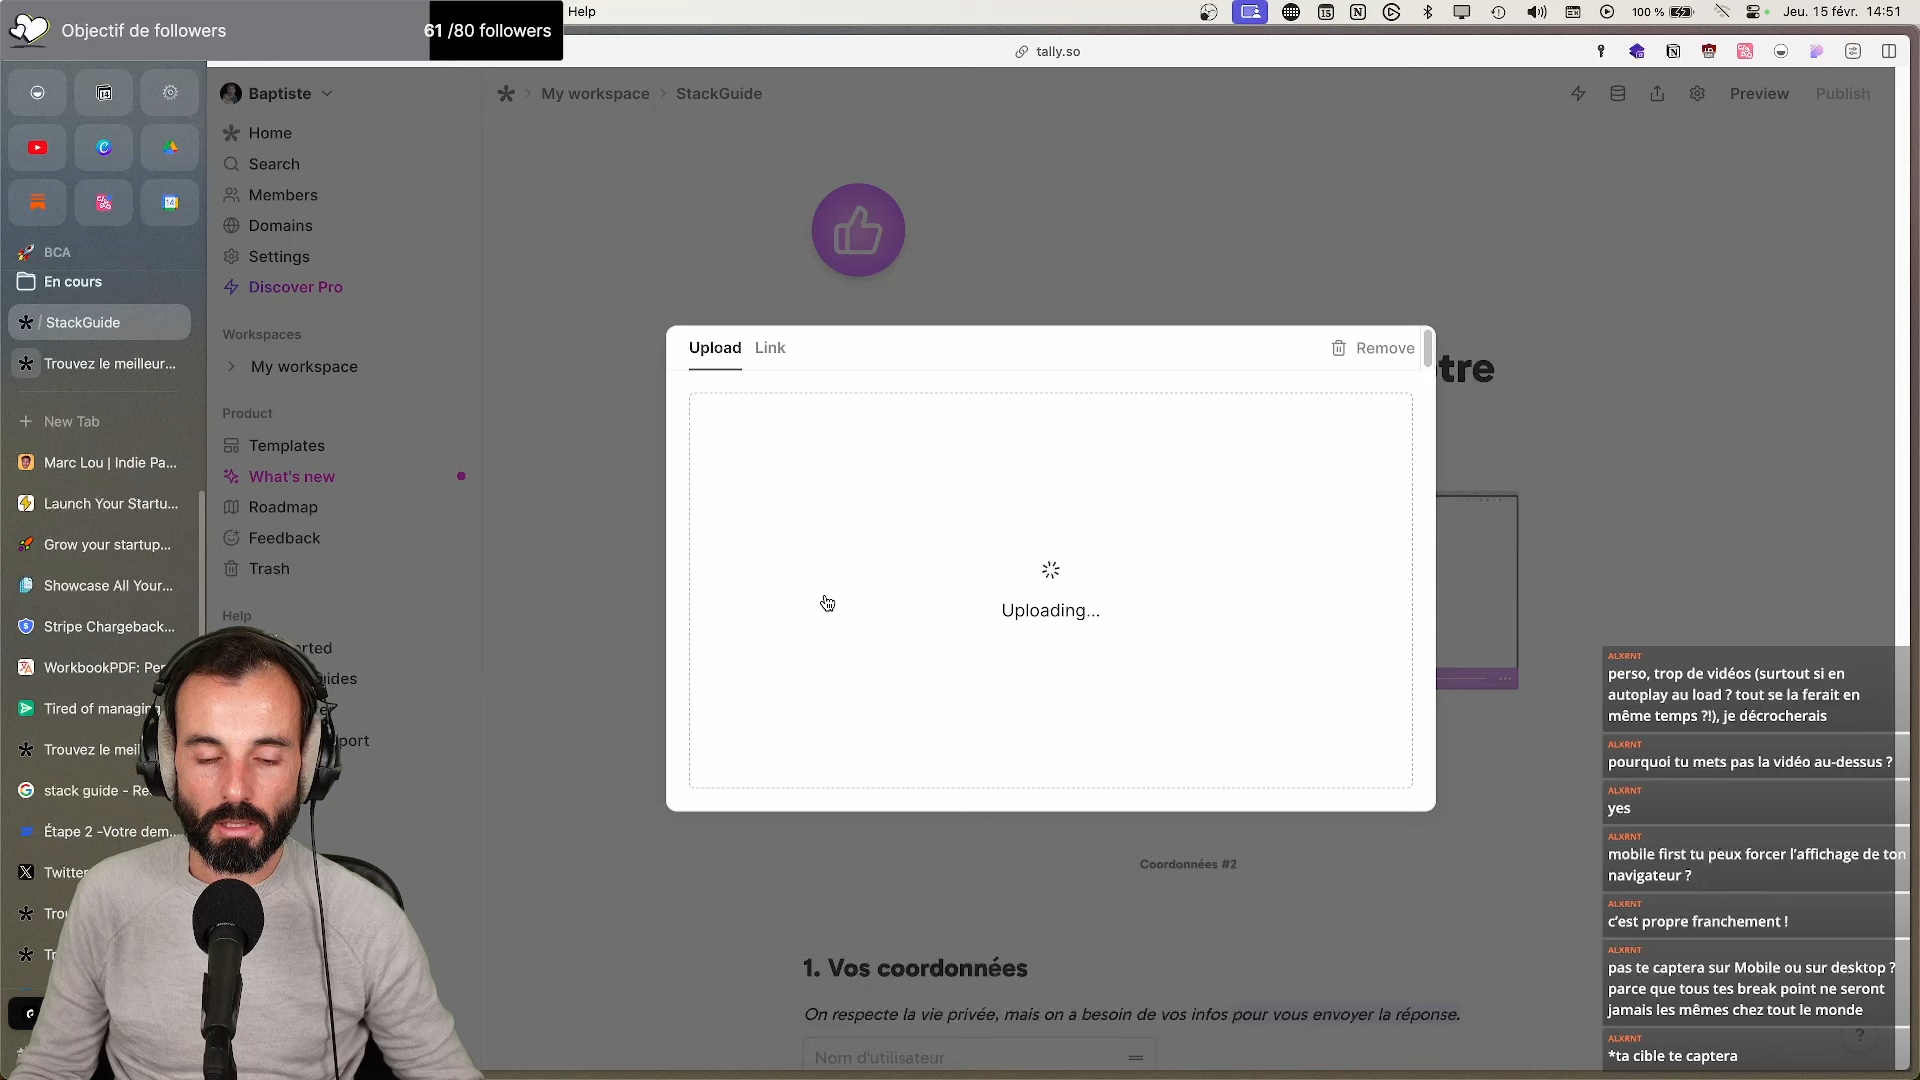 Objectif de followers
61 /80 followers
Help
100 %
Jeu. 15 févr. 14:51
tally.so
Baptiste
My workspace
StackGuide
Preview
Publish
Home
Search
Members
Domains
Settings
Discover Pro
BCA
En cours
StackGuide
Trouvez le meilleur...
New Tab
Marc Lou | Indie Pa...
Launch Your Startu...
Grow your startup...
Showcase All Your...
Stripe Chargeback...
WorkbookPDF: Per
Tired of managing
Trouvez le meil
stack guide - Re
Étape 2 -Votre dem...
Twitter
Trou
Tr
Workspaces
My workspace
Product
Templates
What's new
Roadmap
Feedback
Trash
Help
arted
uides
port
Upload
Link
Remove
Uploading...
otre
Coordonnées #2
1. Vos coordonnées
On respecte la vie privée, mais on a besoin de vos infos pour vous envoyer la réponse.
Nom d'utilisateur
ALXRNT
perso, trop de vidéos (surtout si en
autoplay au load ? tout se la ferait en
même temps ?!), je décrocherais
ALXRNT
pourquoi tu mets pas la vidéo au-dessus ?
ALXRNT
yes
ALXRNT
mobile first tu peux forcer l'affichage de ton
navigateur ?
ALXRNT
c'est propre franchement !
ALXRNT
pas te captera sur Mobile ou sur desktop ?
parce que tous tes break point ne seront
jamais les mêmes chez tout le monde
ALXRNT
*ta cible te captera